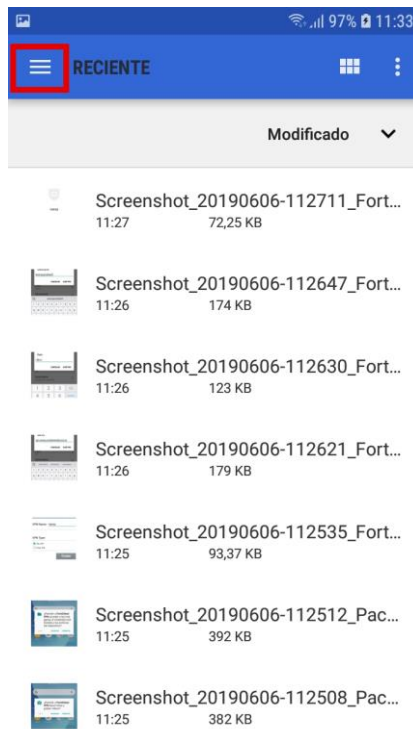 97% 11:33
RECIENTE
Modificado
Screenshot_20190606-112711_Fort...
11:27 72,25 KB
Screenshot_20190606-112647_Fort...
11:26 174 KB
Screenshot_20190606-112630_Fort...
11:26 123 KB
Screenshot_20190606-112621_Fort...
11:26 179 KB
Screenshot_20190606-112535_Fort...
11:25 93,37 KB
Screenshot_20190606-112512_Pac...
11:25 392 KB
Screenshot_20190606-112508_Pac...
11:25 382 KB